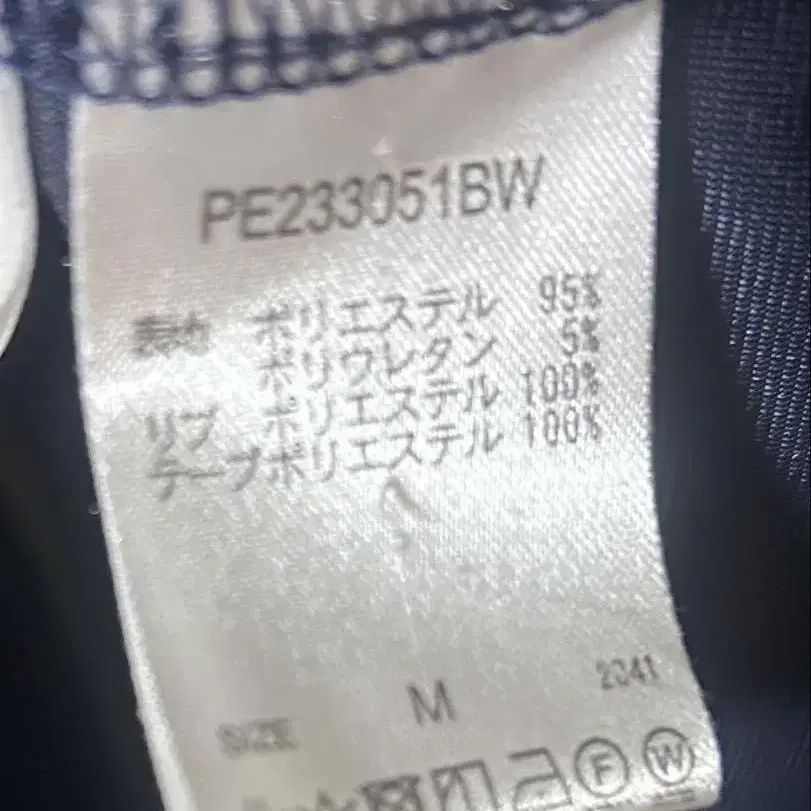 PE233051BW
表地 ポリエステル 95%
ポリウレタン 5%
リブ ポリエステル 100%
テープポリエステル 100%
2041
SIZE M
F W